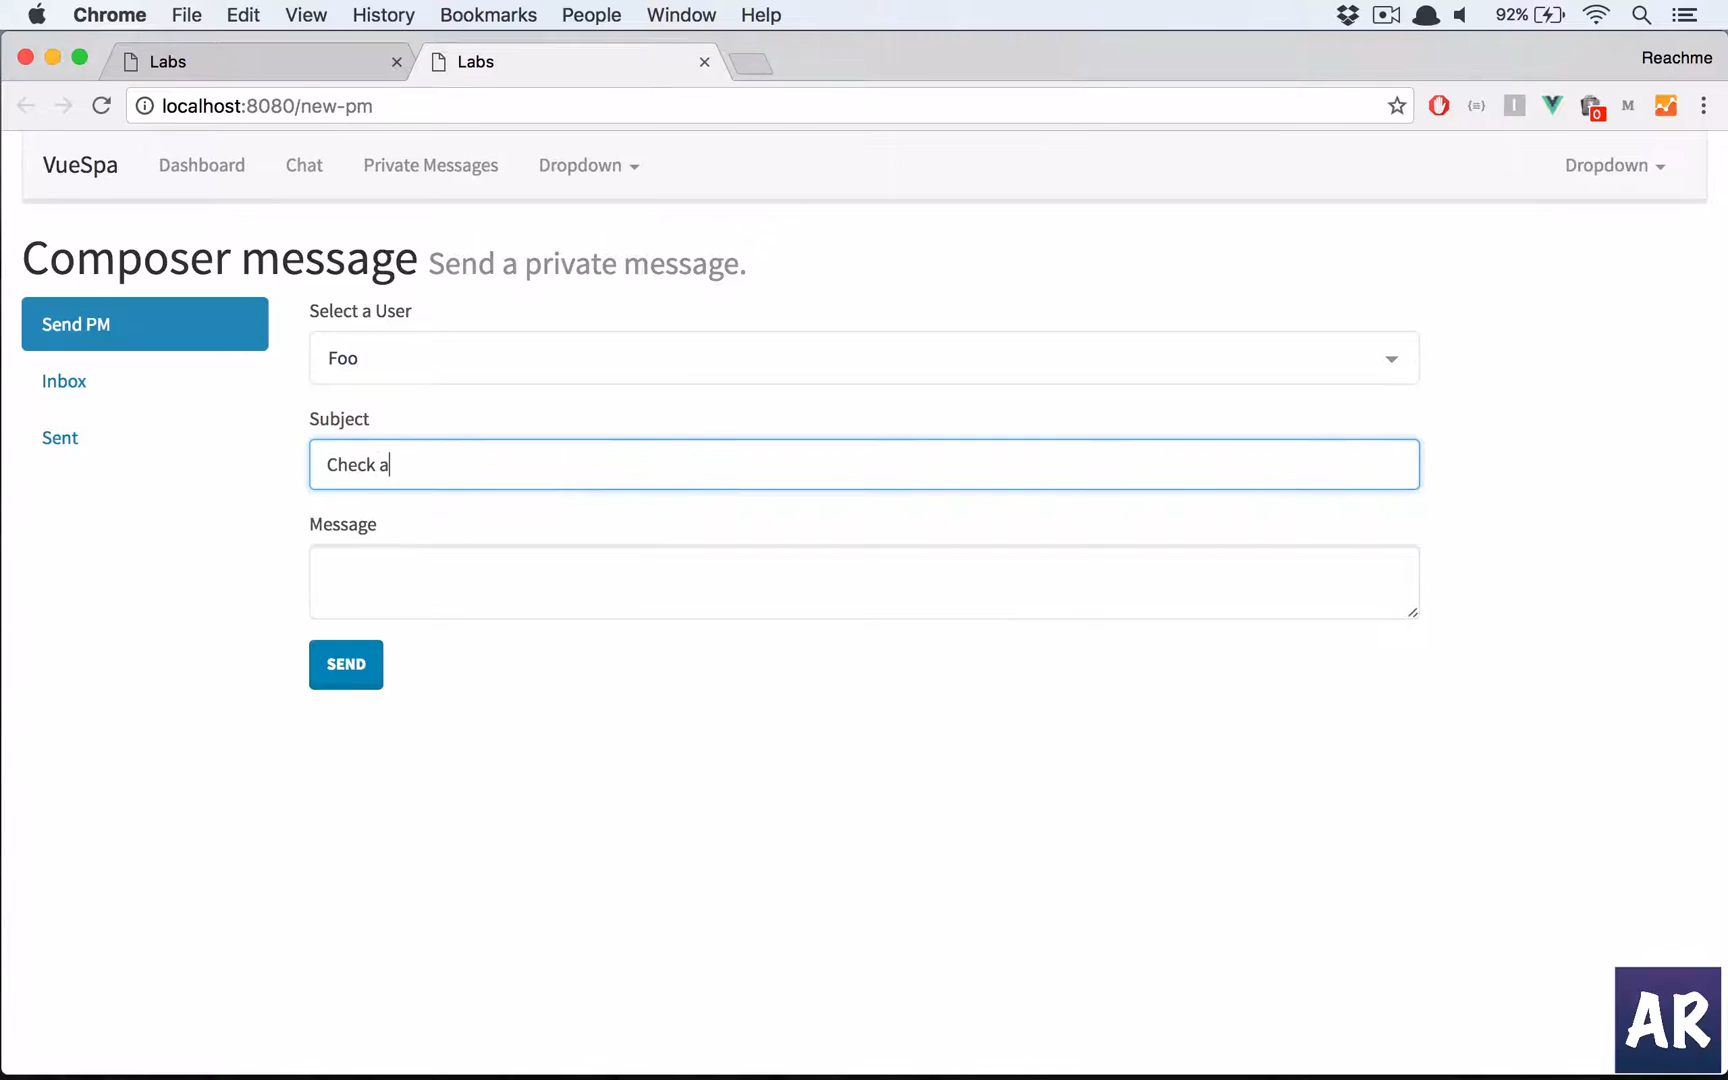 Chrome File Edit View History Bookmarks People Window Help 92%
Labs Labs Reachme
localhost:8080/new-pm 0 M
VueSpa Dashboard Chat Private Messages Dropdown Dropdown
Composer message Send a private message.
Send PM
Inbox
Sent
Select a User
Foo
Subject
Check a
Message
SEND
AR